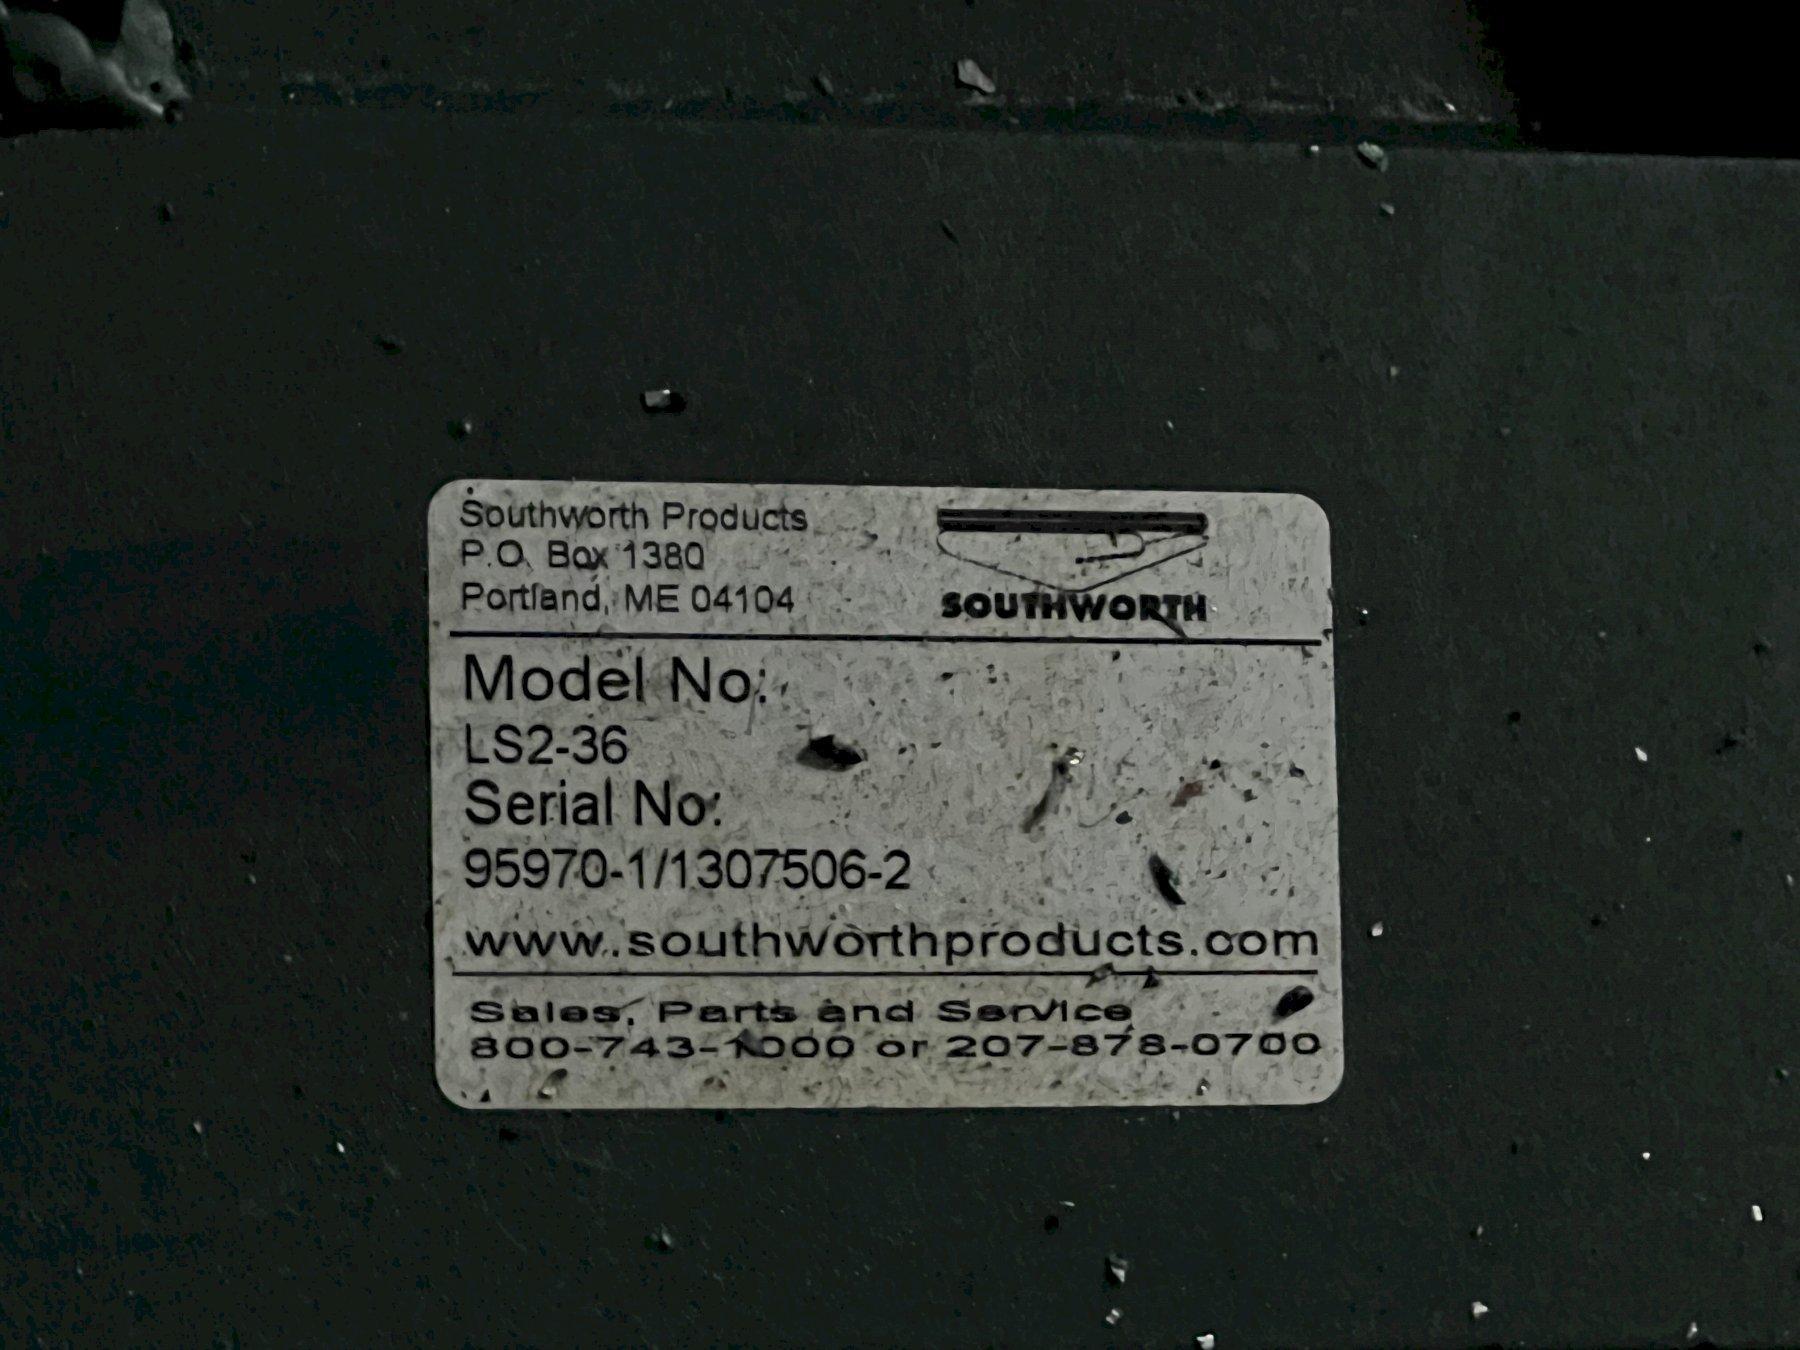 Southworth Products
P.O. Box 1380
Portland, ME 04104
SOUTHWORTH
Model No:
LS2-36
Serial No:
95970-1/1307506-2
www.southworthproducts.com
Sales, Parts and Service
800-743-1000 or 207-878-0700